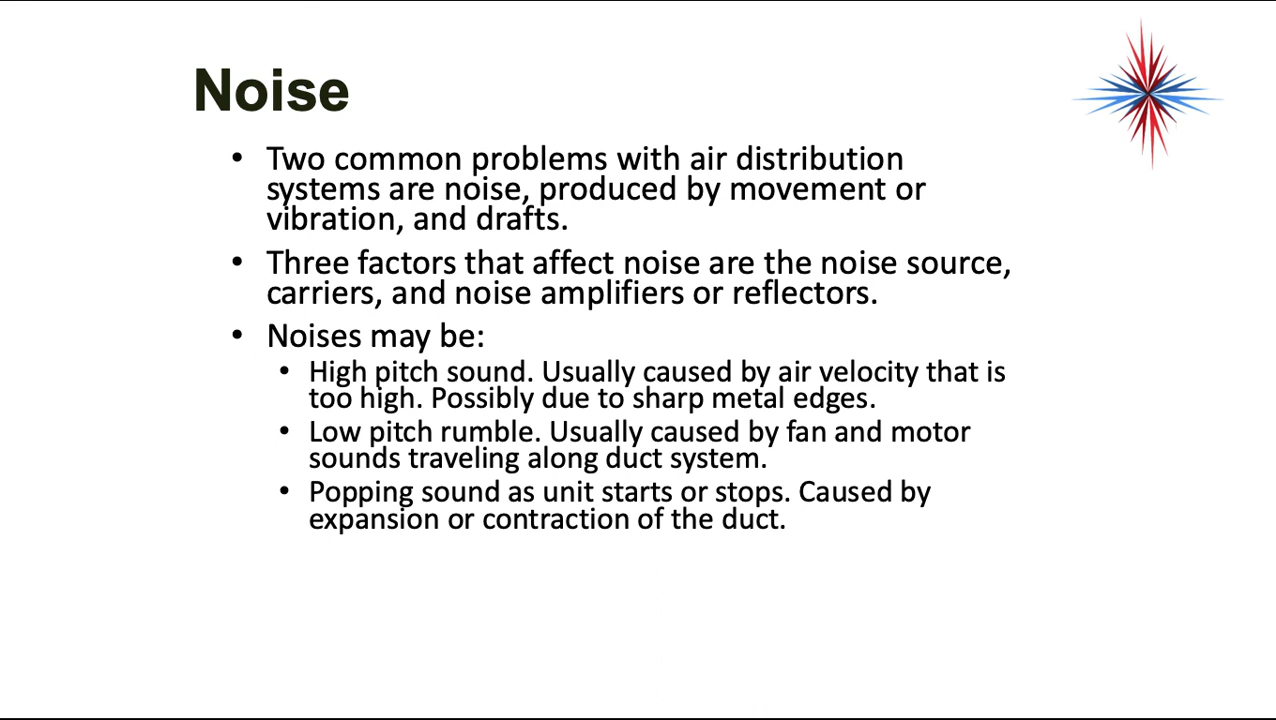 Noise
• Two common problems with air distribution
systems are noise, produced by movement or
vibration, and drafts.
• Three factors that affect noise are the noise source,
carriers, and noise amplifiers or reflectors.
• Noises may be:
• High pitch sound. Usually caused by air velocity that is
too high. Possibly due to sharp metal edges.
• Low pitch rumble. Usually caused by fan and motor
sounds traveling along duct system.
• Popping sound as unit starts or stops. Caused by
expansion or contraction of the duct.